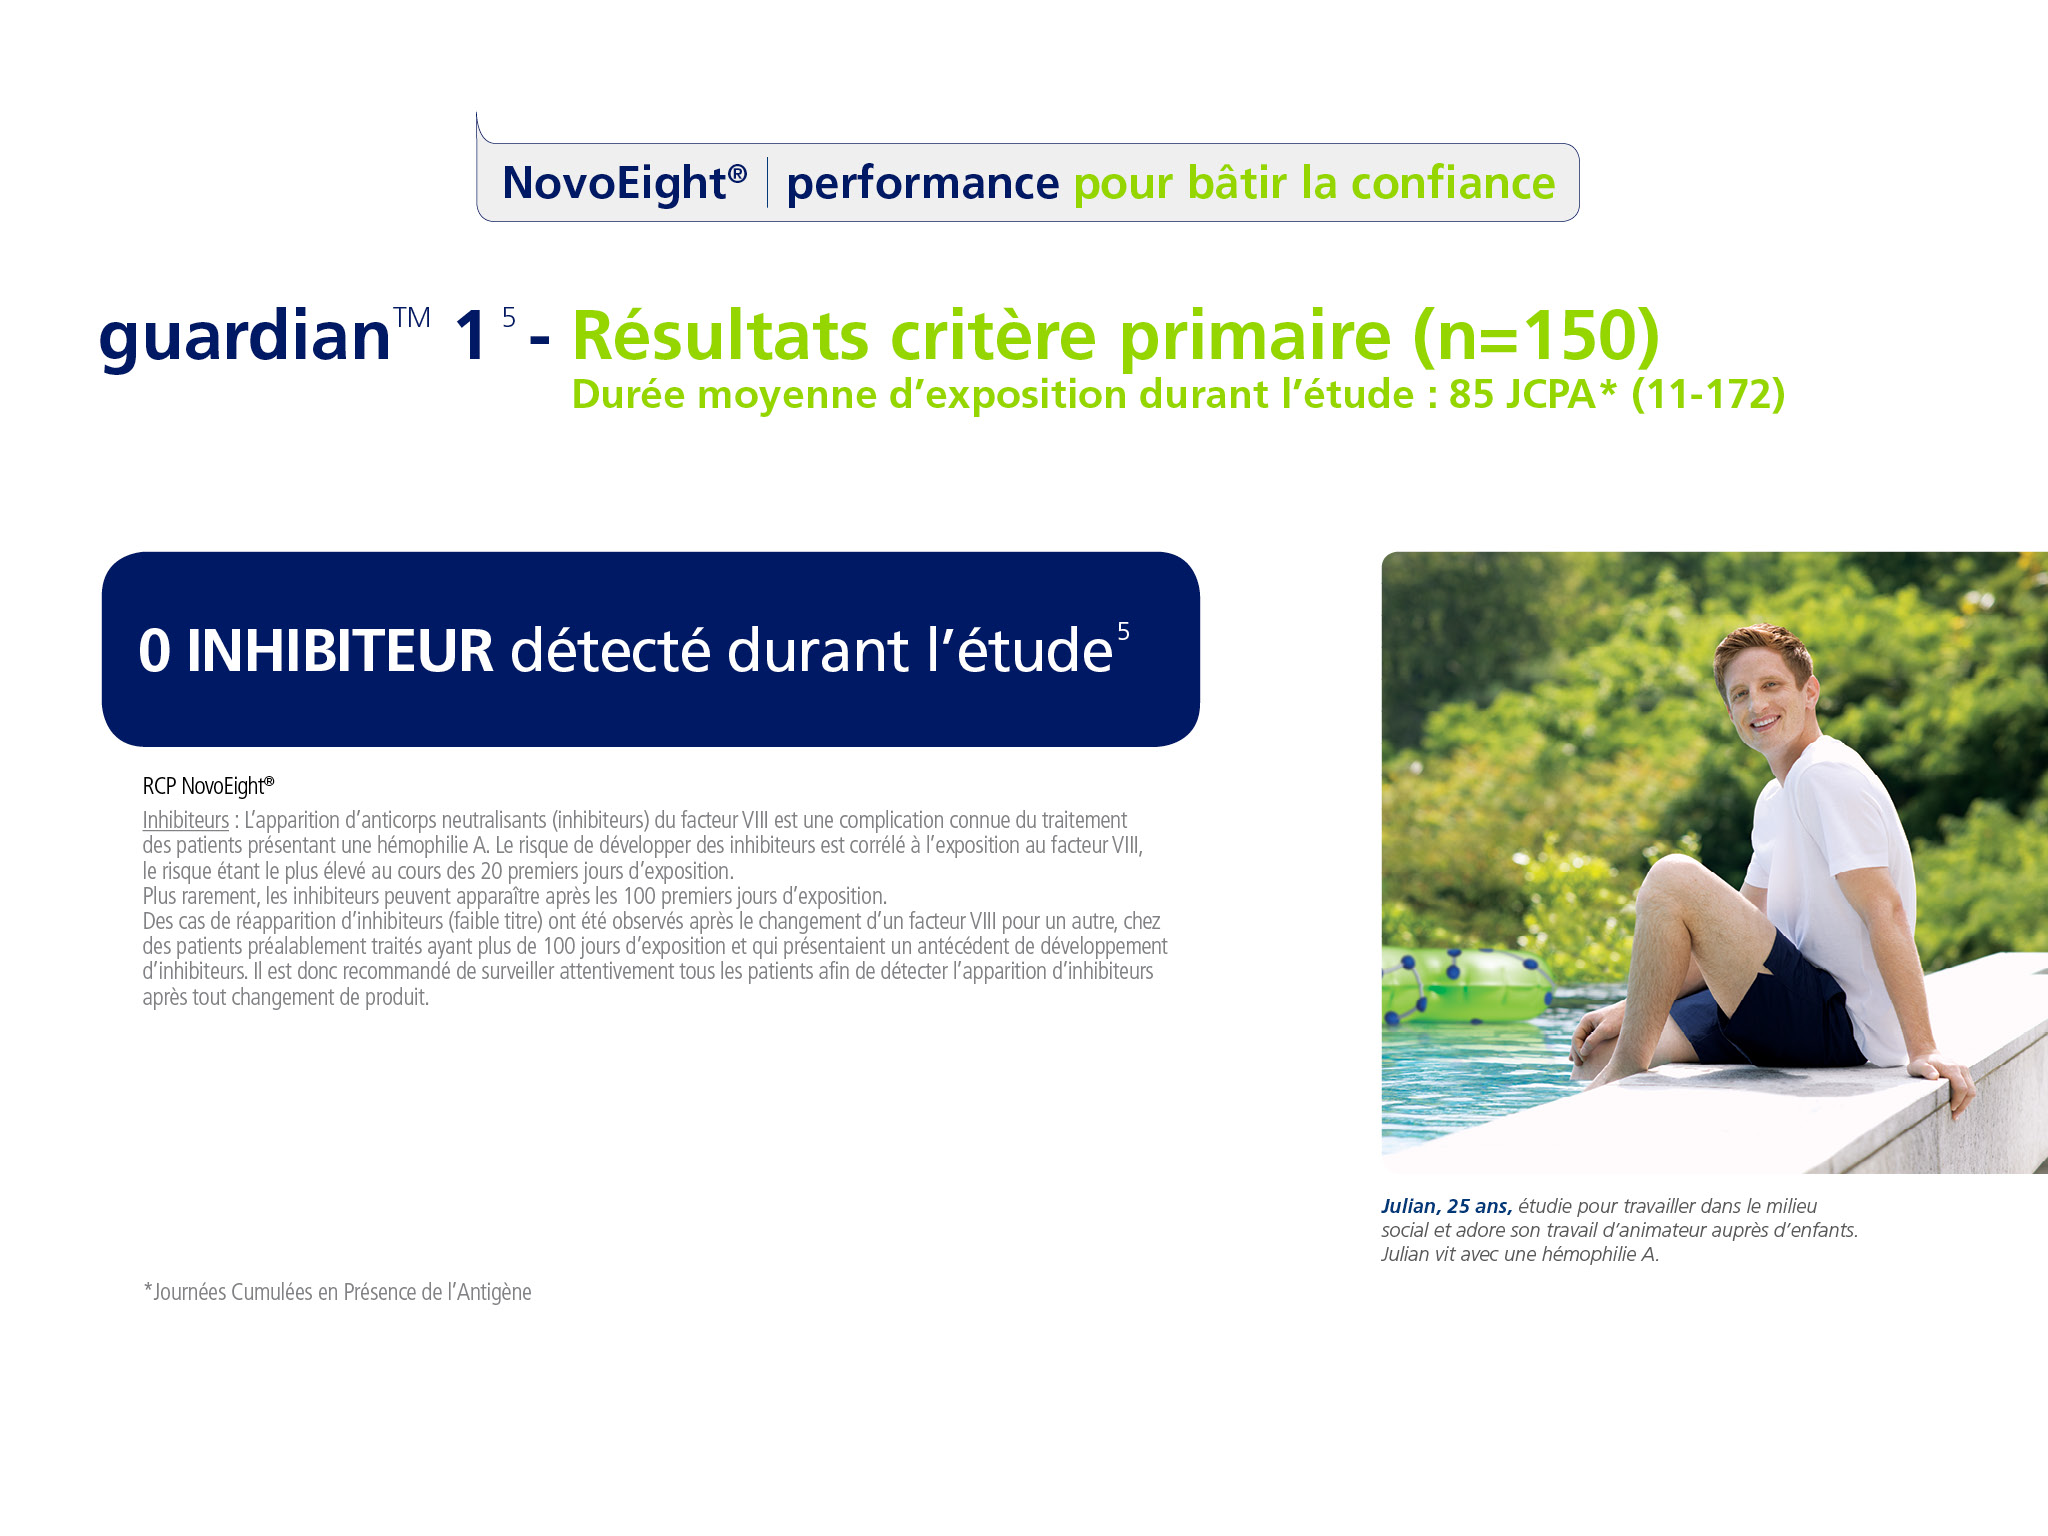 NovoEight® | performance pour bâtir la confiance
guardian™ 1 5 - Résultats critère primaire (n=150)
Durée moyenne d’exposition durant l’étude : 85 JCPA* (11-172)
0 INHIBITEUR détecté durant l’étude 5
RCP NovoEight®
Inhibiteurs : L’apparition d’anticorps neutralisants (inhibiteurs) du facteur VIII est une complication connue du traitement
des patients présentant une hémophilie A. Le risque de développer des inhibiteurs est corrélé à l’exposition au facteur VIII,
le risque étant le plus élevé au cours des 20 premiers jours d’exposition.
Plus rarement, les inhibiteurs peuvent apparaître après les 100 premiers jours d’exposition.
Des cas de réapparition d’inhibiteurs (faible titre) ont été observés après le changement d’un facteur VIII pour un autre, chez
des patients préalablement traités ayant plus de 100 jours d’exposition et qui présentaient un antécédent de développement
d’inhibiteurs. Il est donc recommandé de surveiller attentivement tous les patients afin de détecter l’apparition d’inhibiteurs
après tout changement de produit.
Julian, 25 ans, étudie pour travailler dans le milieu
social et adore son travail d’animateur auprès d’enfants.
Julian vit avec une hémophilie A.
*Journées Cumulées en Présence de l’Antigène